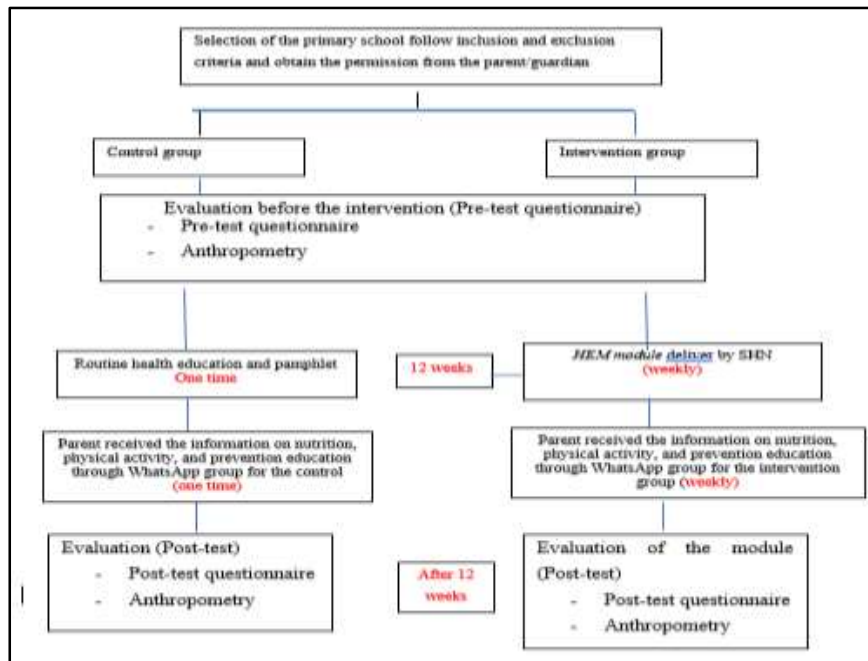 Selection of the primary school follow inclusion and exclusion
criteria and obtain the permission from the parent/guardian
Control group
Intervention group
Evaluation before the intervention (Pre-test questionnaire)
- Pre-test questionnaire
- Anthropometry
Routine health education and pamphlet
One time
12 weeks
HEM module deliver by SHN
(weekly)
Parent received the information on nutrition,
physical activity, and prevention education
through WhatsApp group for the control
(one time)
Parent received the information on nutrition,
physical activity, and prevention education
through WhatsApp group for the intervention
group (weekly)
Evaluation (Post-test)
- Post-test questionnaire
- Anthropometry
After 12
weeks
Evaluation of the module
(Post-test)
- Post-test questionnaire
- Anthropometry